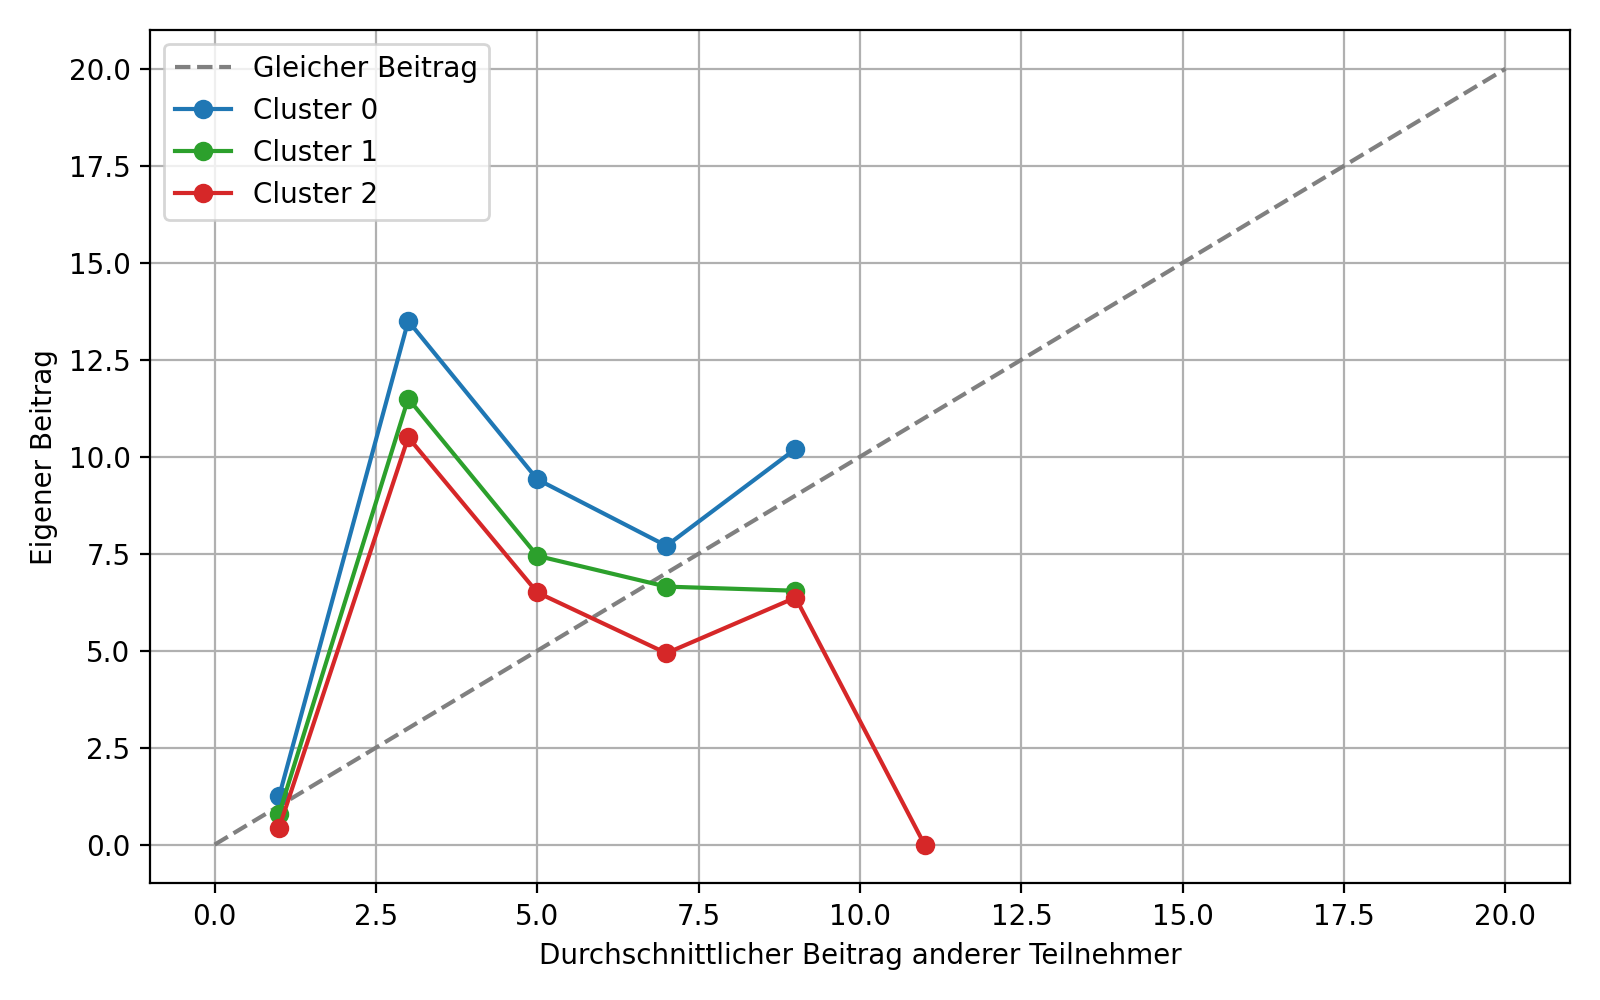 20.0
17.5
15.0
12.5
10.0
7.5
5.0
2.5
0.0
Eigener Beitrag
Gleicher Beitrag
Cluster 0
Cluster 1
Cluster 2
0.0 2.5 5.0 7.5 10.0 12.5 15.0 17.5 20.0
Durchschnittlicher Beitrag anderer Teilnehmer